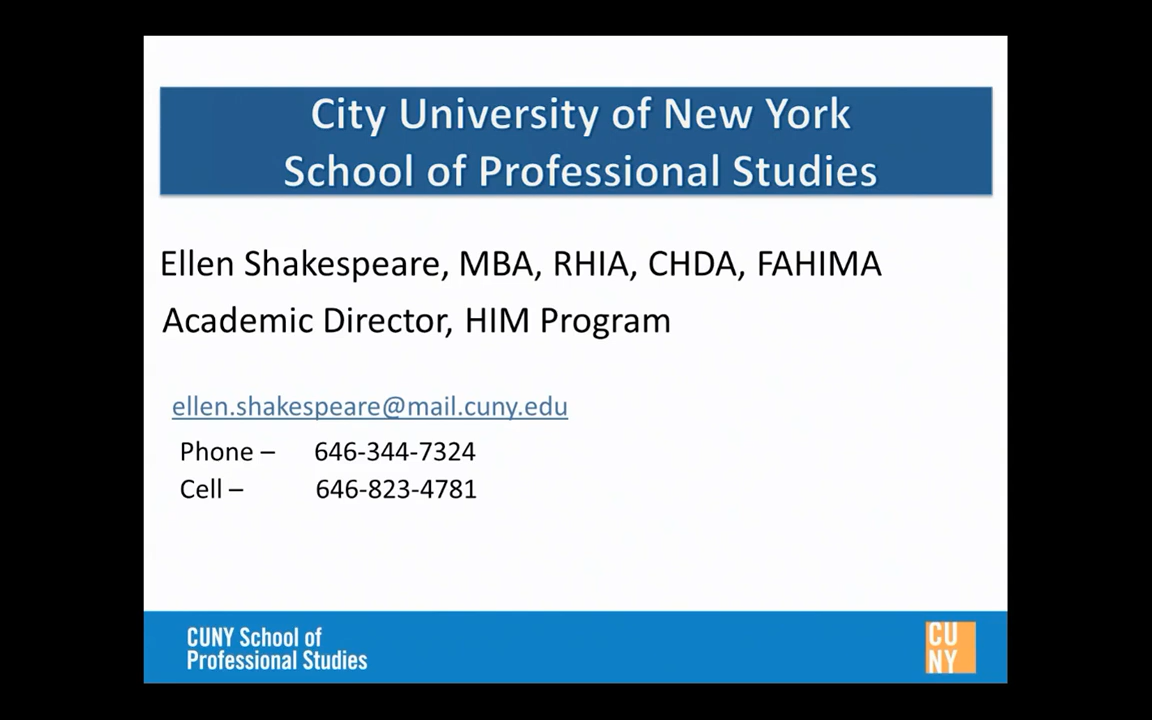 City University of New York
School of Professional Studies
Ellen Shakespeare, MBA, RHIA, CHDA, FAHIMA
Academic Director, HIM Program
ellen.shakespeare@mail.cuny.edu
Phone – 646-344-7324
Cell – 646-823-4781
CUNY School of
Professional Studies
CU
NY